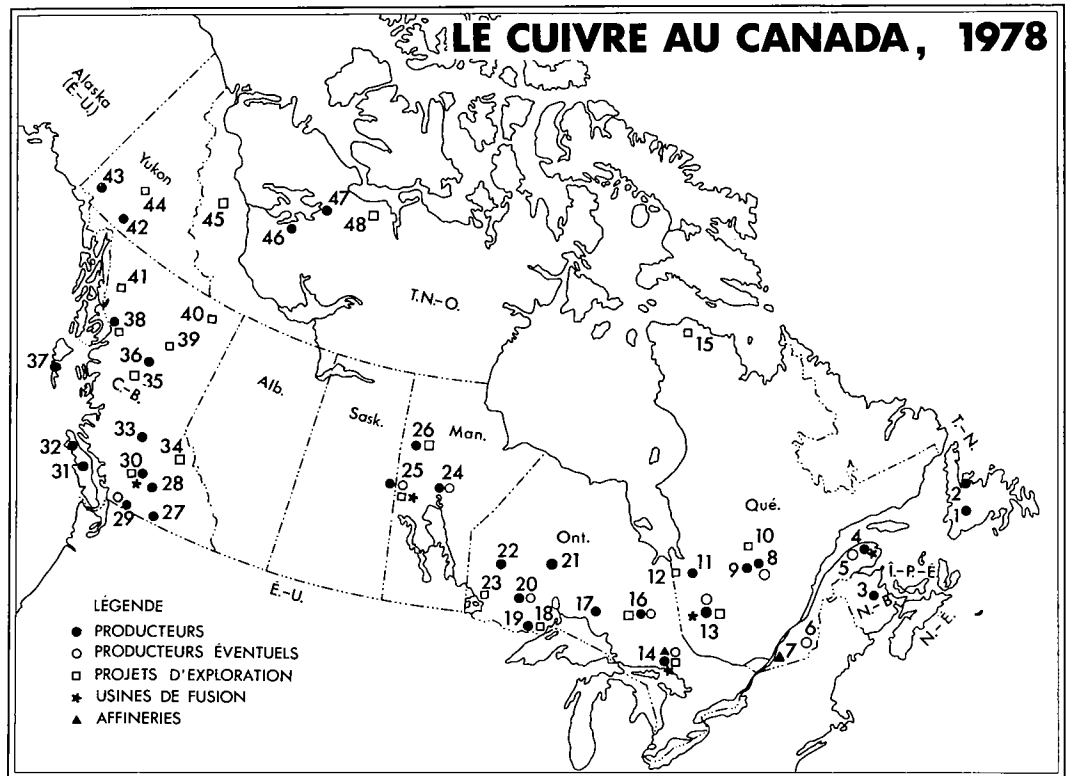 LE CUIVRE AU CANADA, 1978
Alaska
(É-U.)
Yukon
43
44
42
45
47
46
48
41
T.N.-O.
38
40
39
15
37
36
35
C.-B.
Alb.
Sask.
Man.
T.-N.
33
26
32
34
31
30
25
24
28
2
29
27
1
Qué.
Ont.
10
4
22
21
11
9
8
5
Î.-P.-É
12
É.-U.
23
20
3
N.-B.
LÉGENDE
16
17
13
N.-É.
19
18
6
14
7
PRODUCTEURS
PRODUCTEURS ÉVENTUELS
PROJETS D'EXPLORATION
USINES DE FUSION
AFFINERIES